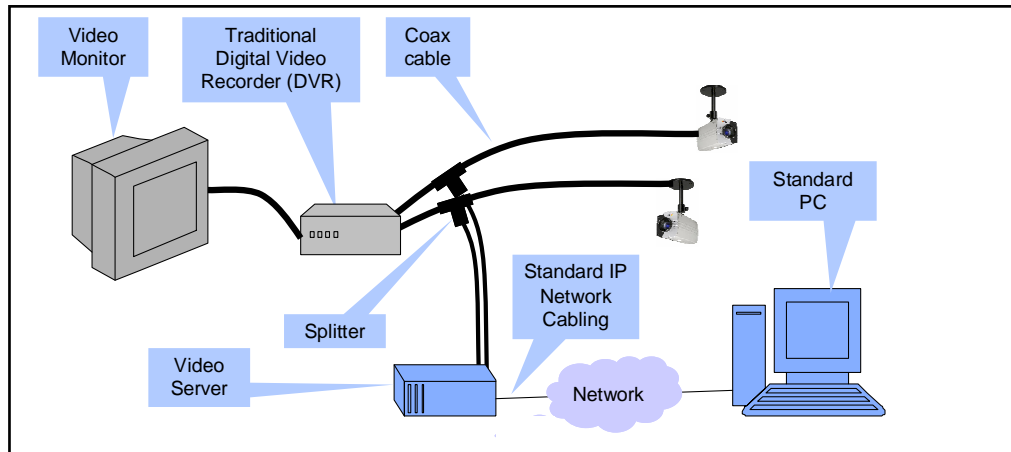 Video
Monitor
Traditional
Digital Video
Recorder (DVR)
Coax
cable
Standard
PC
Standard IP
Network
Cabling
Splitter
Video
Server
Network